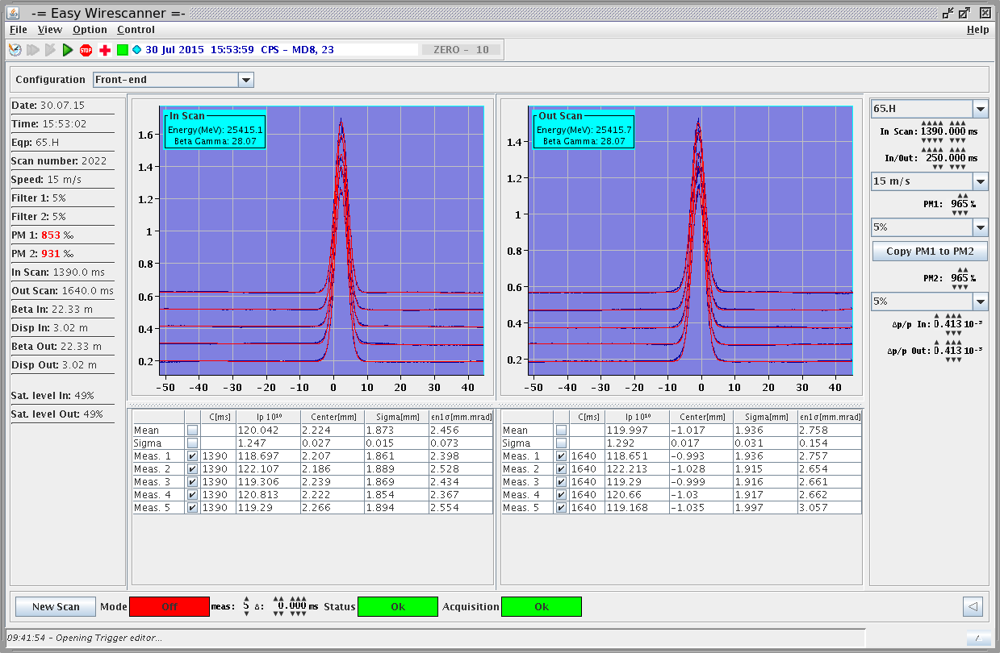 -= Easy Wirescanner =-
File View Option Control Help
STOP 30 Jul 2015 15:53:59 CPS - MD8, 23 ZERO - 10
Configuration Front-end
Date: 30.07.15
Time: 15:53:02
Eqp: 65.H
Scan number: 2022
Speed: 15 m/s
Filter 1: 5%
Filter 2: 5%
PM 1: 853 ‰
PM 2: 931 ‰
In Scan: 1390.0 ms
Out Scan: 1640.0 ms
Beta In: 22.33 m
Disp In: 3.02 m
Beta Out: 22.33 m
Disp Out: 3.02 m
Sat. level In: 49%
Sat. level Out: 49%
In Scan
Energy(MeV): 25415.1
Beta Gamma: 28.07
1.6
1.4
1.2
1
0.8
0.6
0.4
0.2
-50 -40 -30 -20 -10 0 10 20 30 40
Out Scan
Energy(MeV): 25415.7
Beta Gamma: 28.07
1.4
1.2
1
0.8
0.6
0.4
0.2
-50 -40 -30 -20 -10 0 10 20 30 40
C[ms] Ip 10¹⁰ Center[mm] Sigma[mm] en1σ[mm.mrad]
Mean 120.042 2.224 1.873 2.456
Sigma 1.247 0.027 0.015 0.073
Meas. 1 1390 118.697 2.207 1.861 2.398
Meas. 2 1390 122.107 2.186 1.889 2.528
Meas. 3 1390 119.306 2.239 1.869 2.434
Meas. 4 1390 120.813 2.222 1.854 2.367
Meas. 5 1390 119.29 2.266 1.894 2.554
C[ms] Ip 10¹⁰ Center[mm] Sigma[mm] en1σ[mm.mrad]
Mean 119.997 -1.017 1.936 2.758
Sigma 1.292 0.017 0.031 0.154
Meas. 1 1640 118.651 -0.993 1.936 2.757
Meas. 2 1640 122.213 -1.028 1.915 2.654
Meas. 3 1640 119.29 -0.999 1.916 2.661
Meas. 4 1640 120.66 -1.03 1.917 2.662
Meas. 5 1640 119.168 -1.035 1.997 3.057
65.H
In Scan: 1390.000 ms
In/Out: 250.000 ms
15 m/s
PM1: 965 ‰
5%
Copy PM1 to PM2
PM2: 965 ‰
5%
Δp/p In: 0.413 10⁻³
Δp/p Out: 0.413 10⁻³
New Scan Mode Off meas: 5 Δ: 0.000 ms Status Ok Acquisition Ok
09:41:54 - Opening Trigger editor...